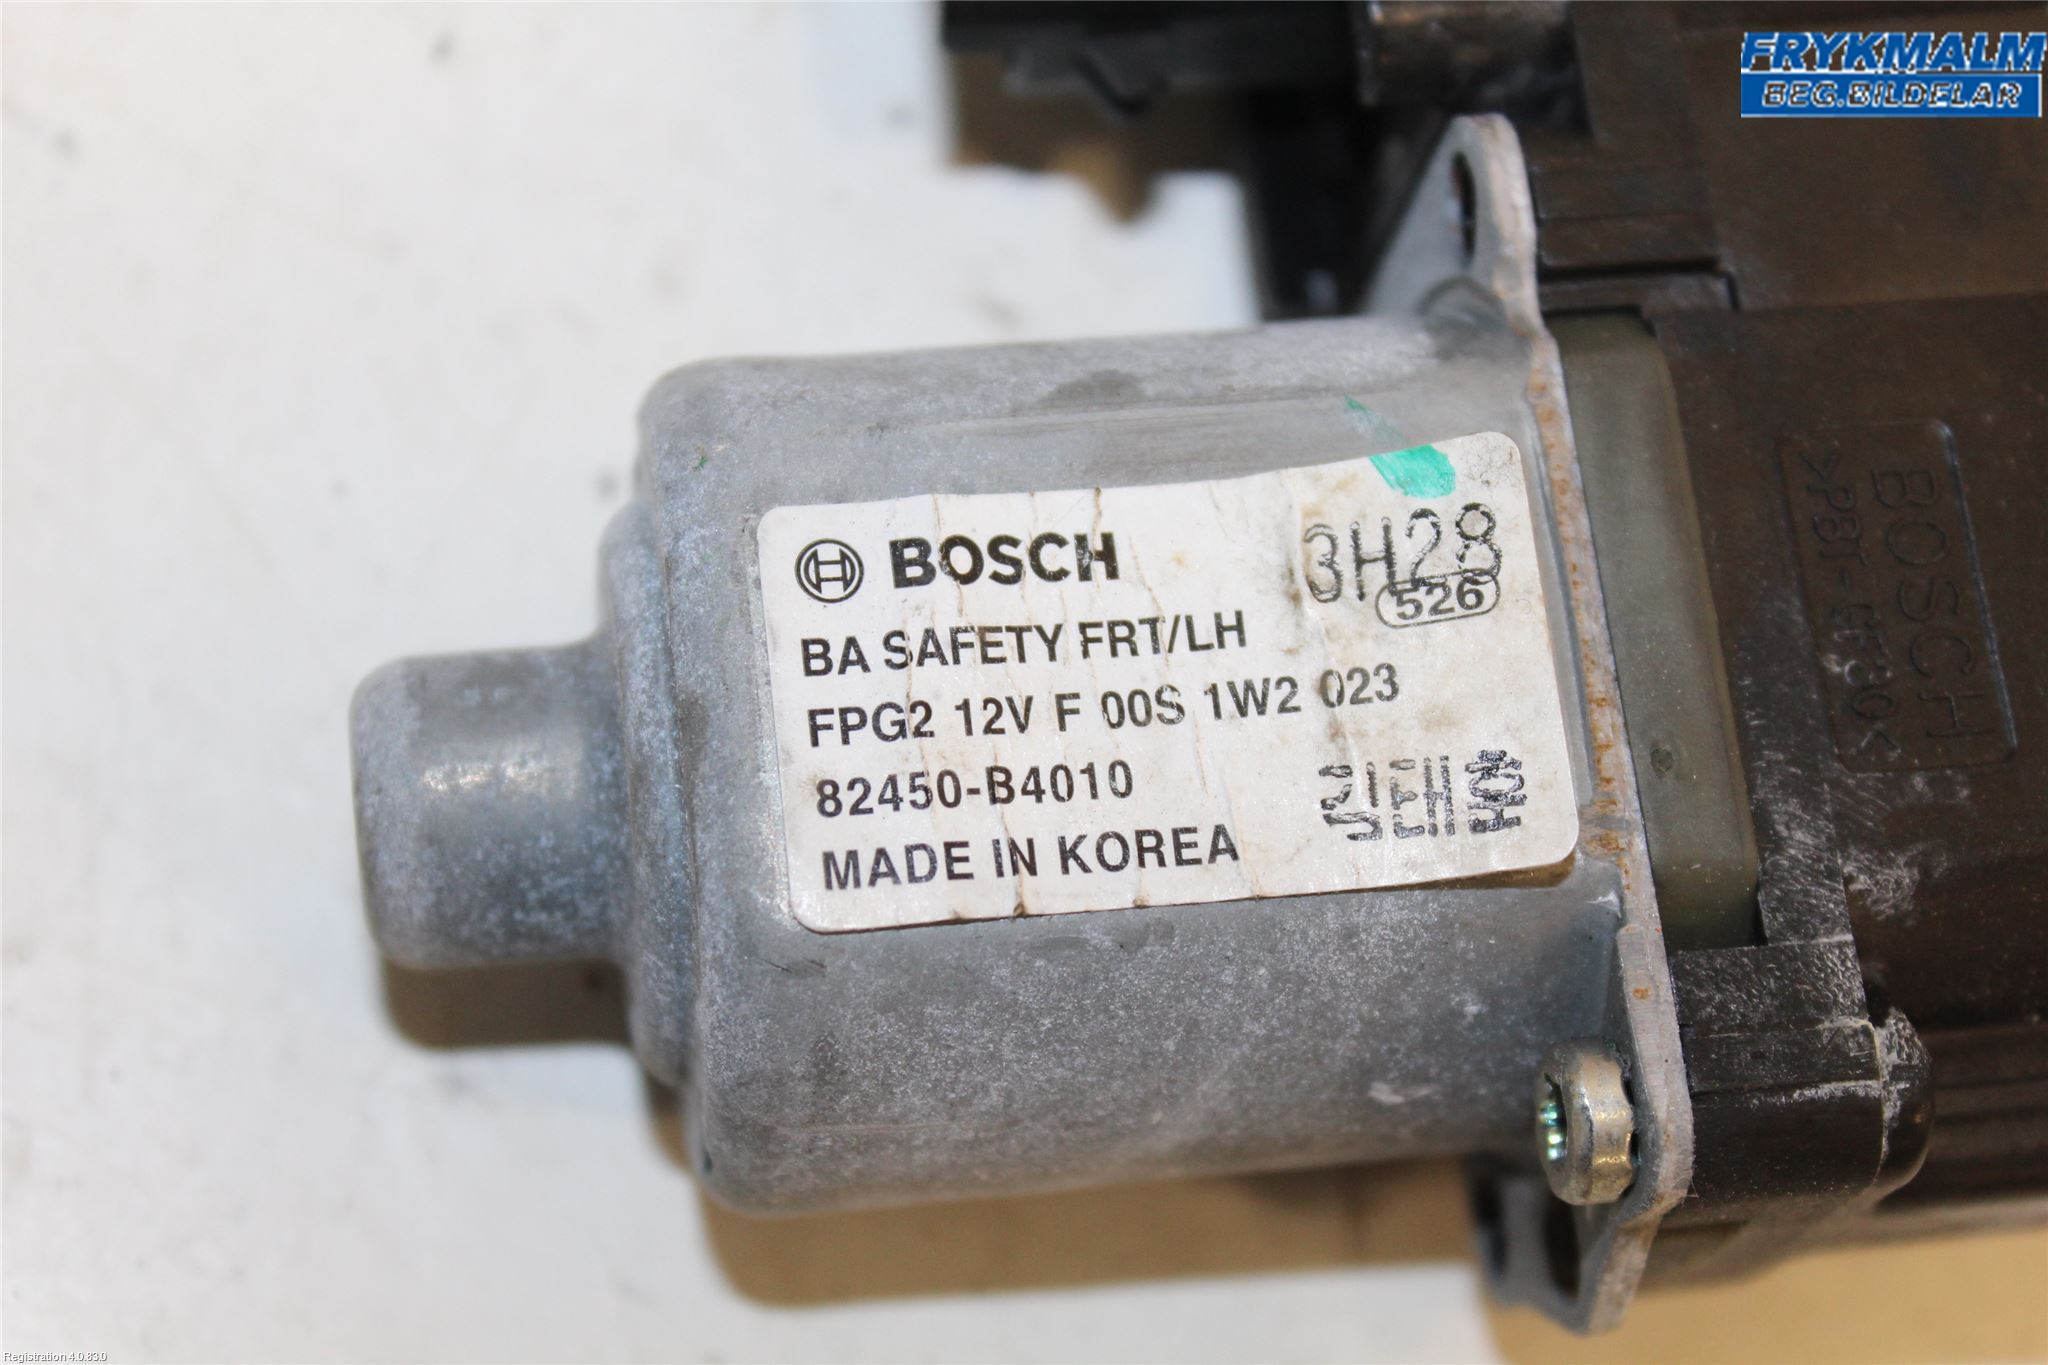 FRYKMALM
BEG.BILDELAR
BOSCH
3H28
526
BA SAFETY FRT/LH
FPG2 12V F 00S 1W2 023
82450-B4010
MADE IN KOREA
BOSCH
Registration 4.0.83.0